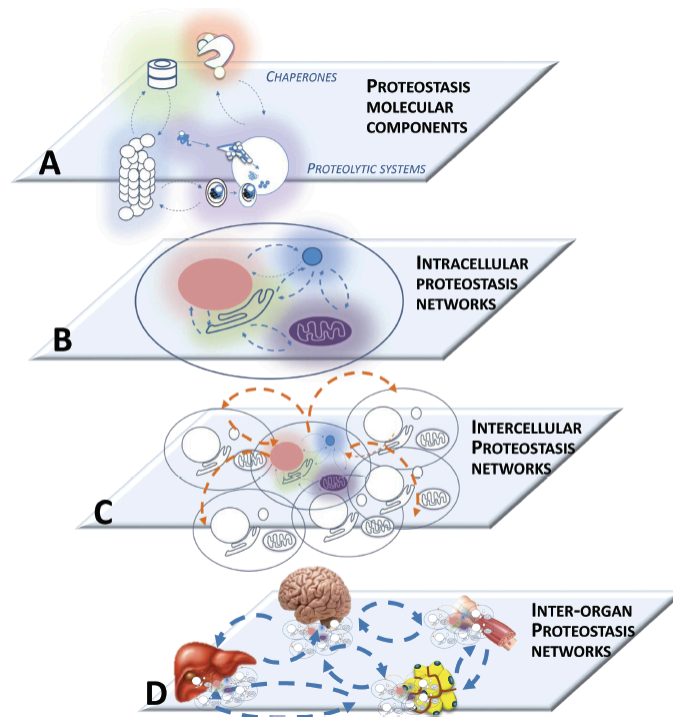 CHAPERONES
PROTEOSTASIS
MOLECULAR
COMPONENTS
A
PROTEOLYTIC SYSTEMS
INTRACELLULAR
PROTEOSTASIS
NETWORKS
B
INTERCELLULAR
PROTEOSTASIS
NETWORKS
C
INTER-ORGAN
PROTEOSTASIS
NETWORKS
D